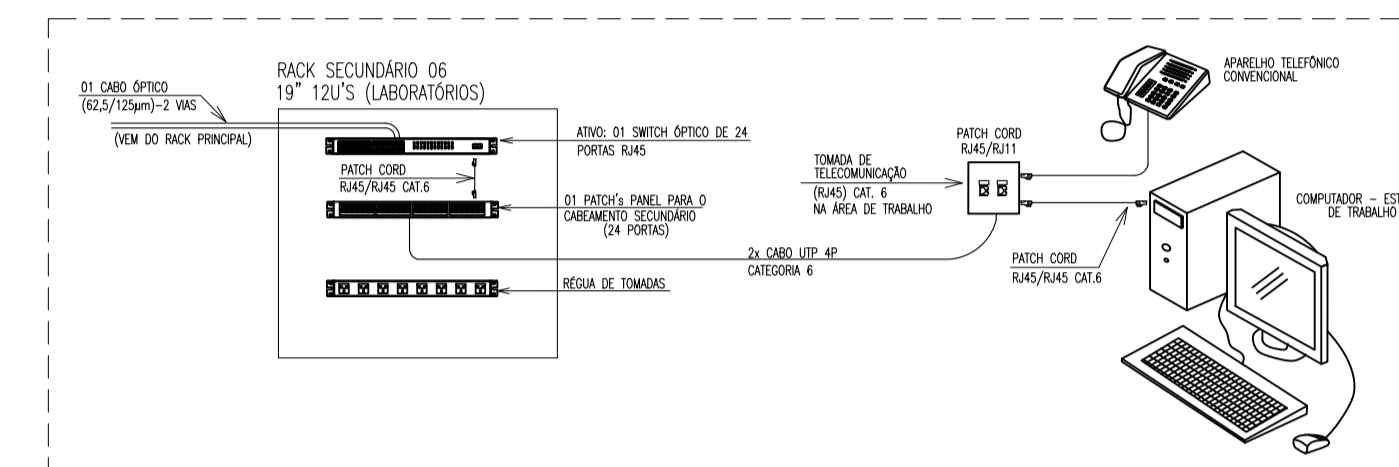 RACK SECUNDÁRIO 06
19" 12U'S (LABORATÓRIOS)
01 CABO ÓPTICO
(62,5/125μm)-2 VIAS
(VEM DO RACK PRINCIPAL)
ATIVO: 01 SWITCH ÓPTICO DE 24
PORTAS RJ45
PATCH CORD
RJ45/RJ45 CAT.6
01 PATCH's PANEL PARA O
CABEAMENTO SECUNDÁRIO
(24 PORTAS)
RÉGUA DE TOMADAS
2x CABO UTP 4P
CATEGORIA 6
TOMADA DE
TELECOMUNICAÇÃO
(RJ45) CAT. 6
NA ÁREA DE TRABALHO
PATCH CORD
RJ45/RJ11
APARELHO TELEFÔNICO
CONVENCIONAL
PATCH CORD
RJ45/RJ45 CAT.6
COMPUTADOR - EST
DE TRABALHO